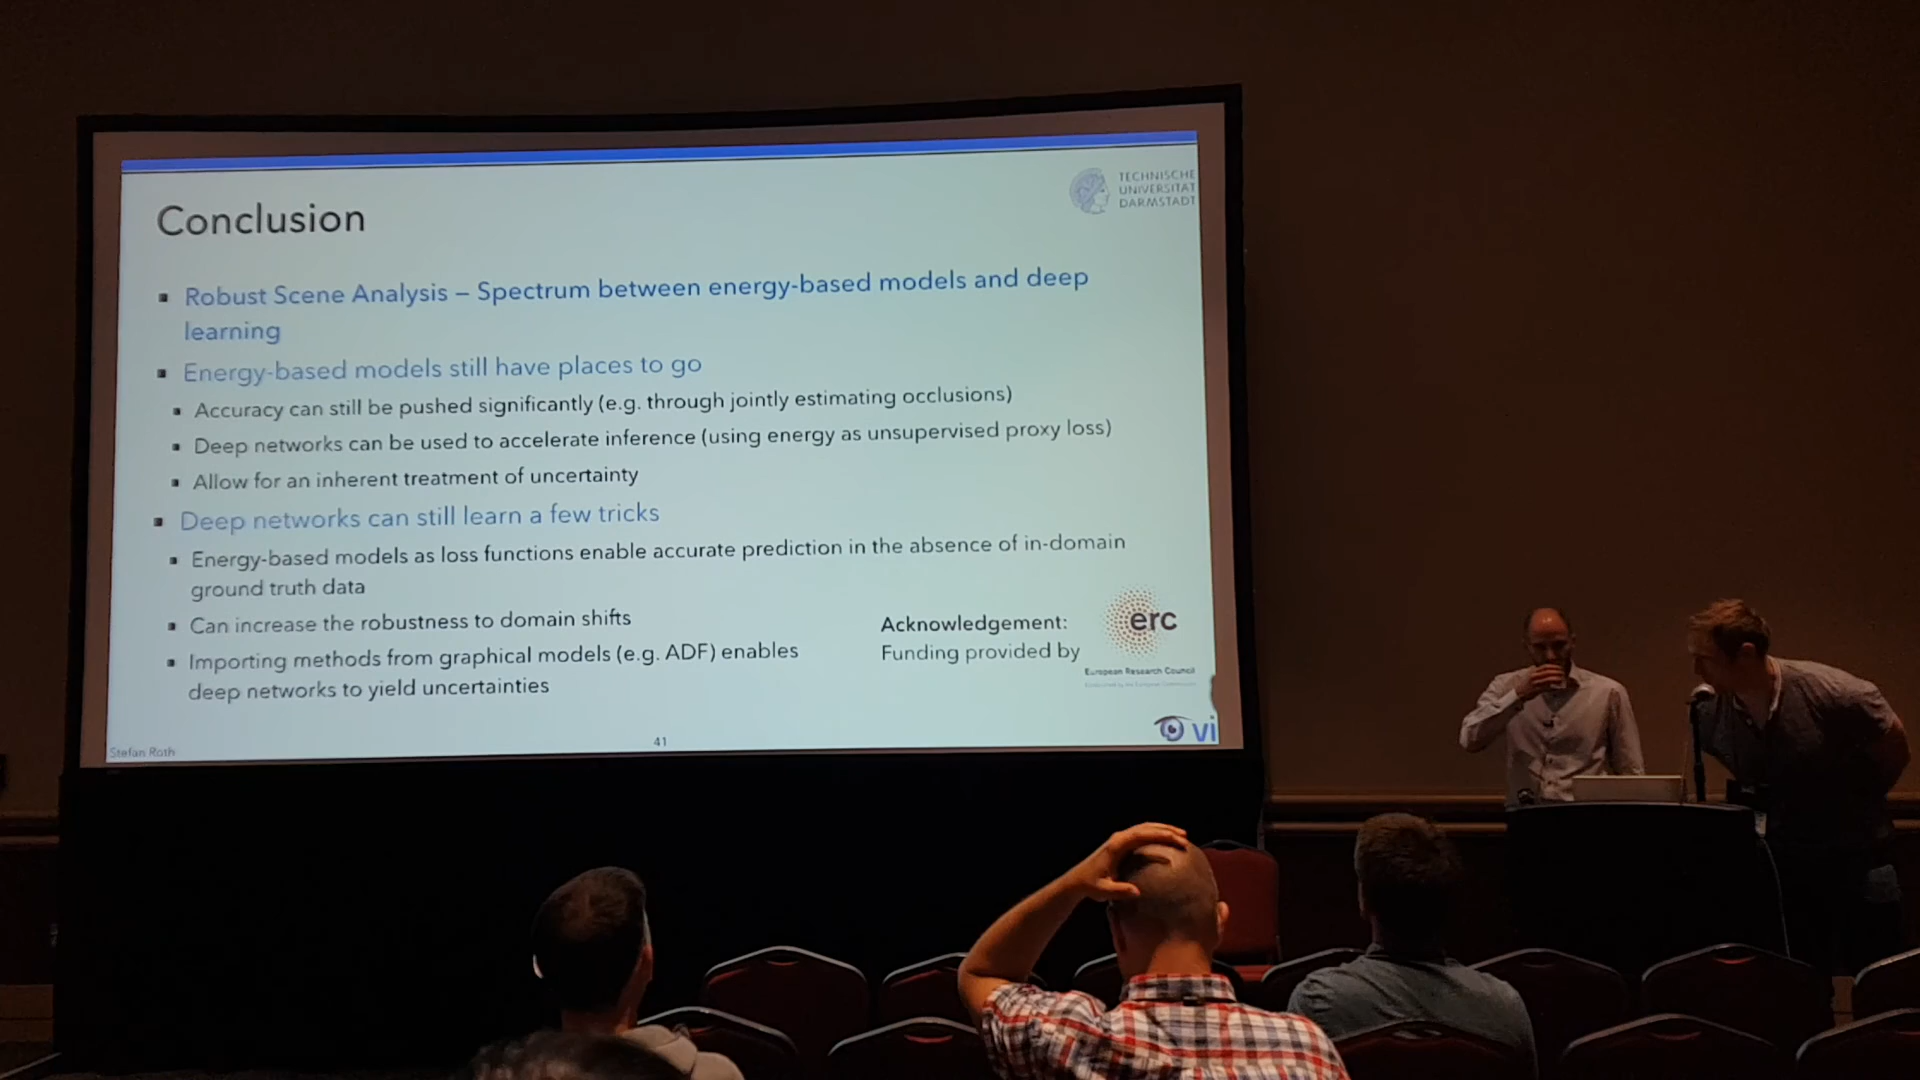 TECHNISCHE
UNIVERSITÄT
DARMSTADT
Conclusion
Robust Scene Analysis – Spectrum between energy-based models and deep
learning
Energy-based models still have places to go
Accuracy can still be pushed significantly (e.g. through jointly estimating occlusions)
Deep networks can be used to accelerate inference (using energy as unsupervised proxy loss)
Allow for an inherent treatment of uncertainty
Deep networks can still learn a few tricks
Energy-based models as loss functions enable accurate prediction in the absence of in-domain
ground truth data
Can increase the robustness to domain shifts
Importing methods from graphical models (e.g. ADF) enables
deep networks to yield uncertainties
Acknowledgement:
Funding provided by
erc
European Research Council
Stefan Roth
41
vi